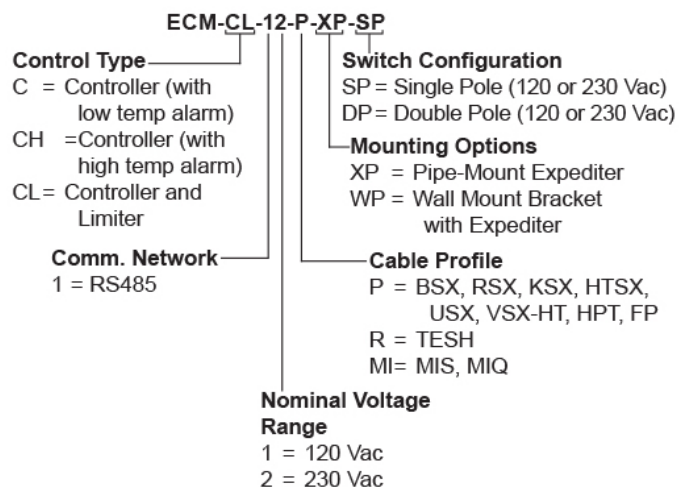 ECM-CL-12-P-XP-SP
Control Type
C = Controller (with
low temp alarm)
CH =Controller (with
high temp alarm)
CL= Controller and
Limiter
Comm. Network
1 = RS485
Switch Configuration
SP = Single Pole (120 or 230 Vac)
DP = Double Pole (120 or 230 Vac)
Mounting Options
XP = Pipe-Mount Expediter
WP = Wall Mount Bracket
with Expediter
Cable Profile
P = BSX, RSX, KSX, HTSX,
USX, VSX-HT, HPT, FP
R = TESH
MI= MIS, MIQ
Nominal Voltage
Range
1 = 120 Vac
2 = 230 Vac